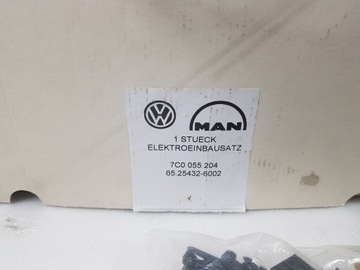 MAN
1 STUECK
ELEKTROEINBAUSATZ
7C0 055 204
65.25432-6002